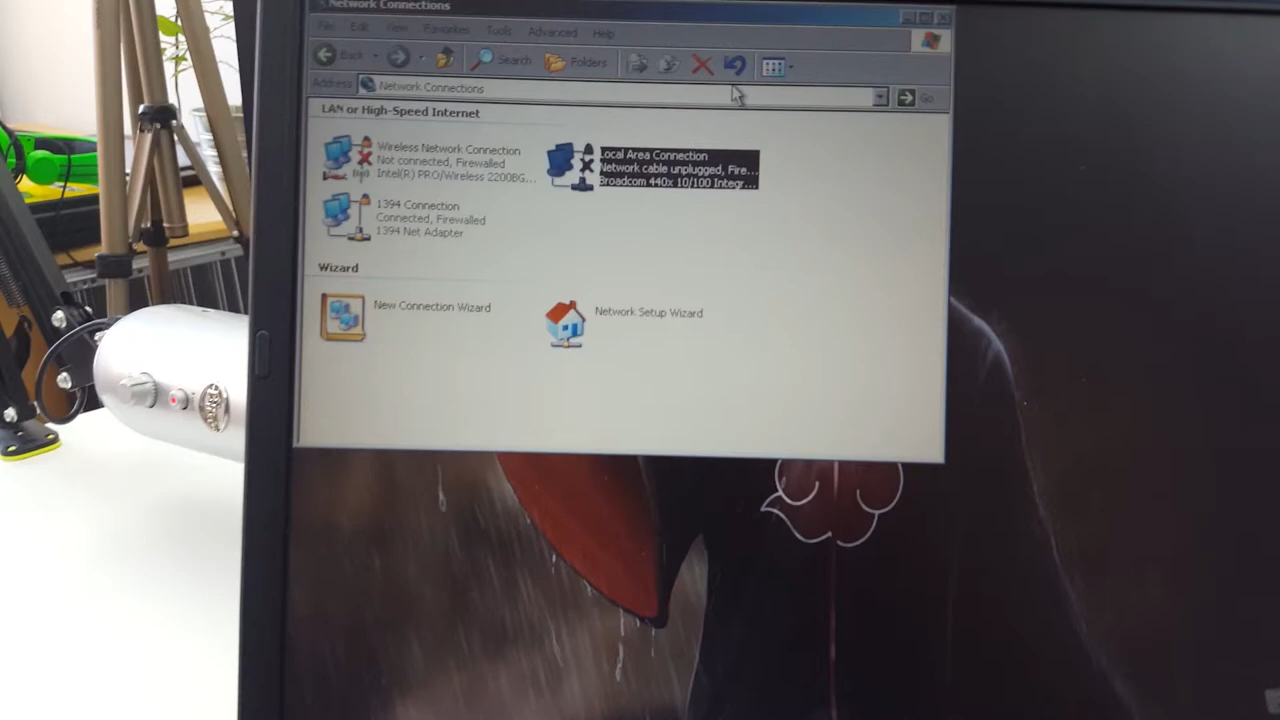 Network Connections
File Edit View Favorites Tools Advanced Help
Back Search Folders
Address Network Connections Go
LAN or High-Speed Internet
Wireless Network Connection
Not connected, Firewalled
Intel(R) PRO/Wireless 2200BG...
Local Area Connection
Network cable unplugged, Fire...
Broadcom 440x 10/100 Integr...
1394 Connection
Connected, Firewalled
1394 Net Adapter
Wizard
New Connection Wizard
Network Setup Wizard